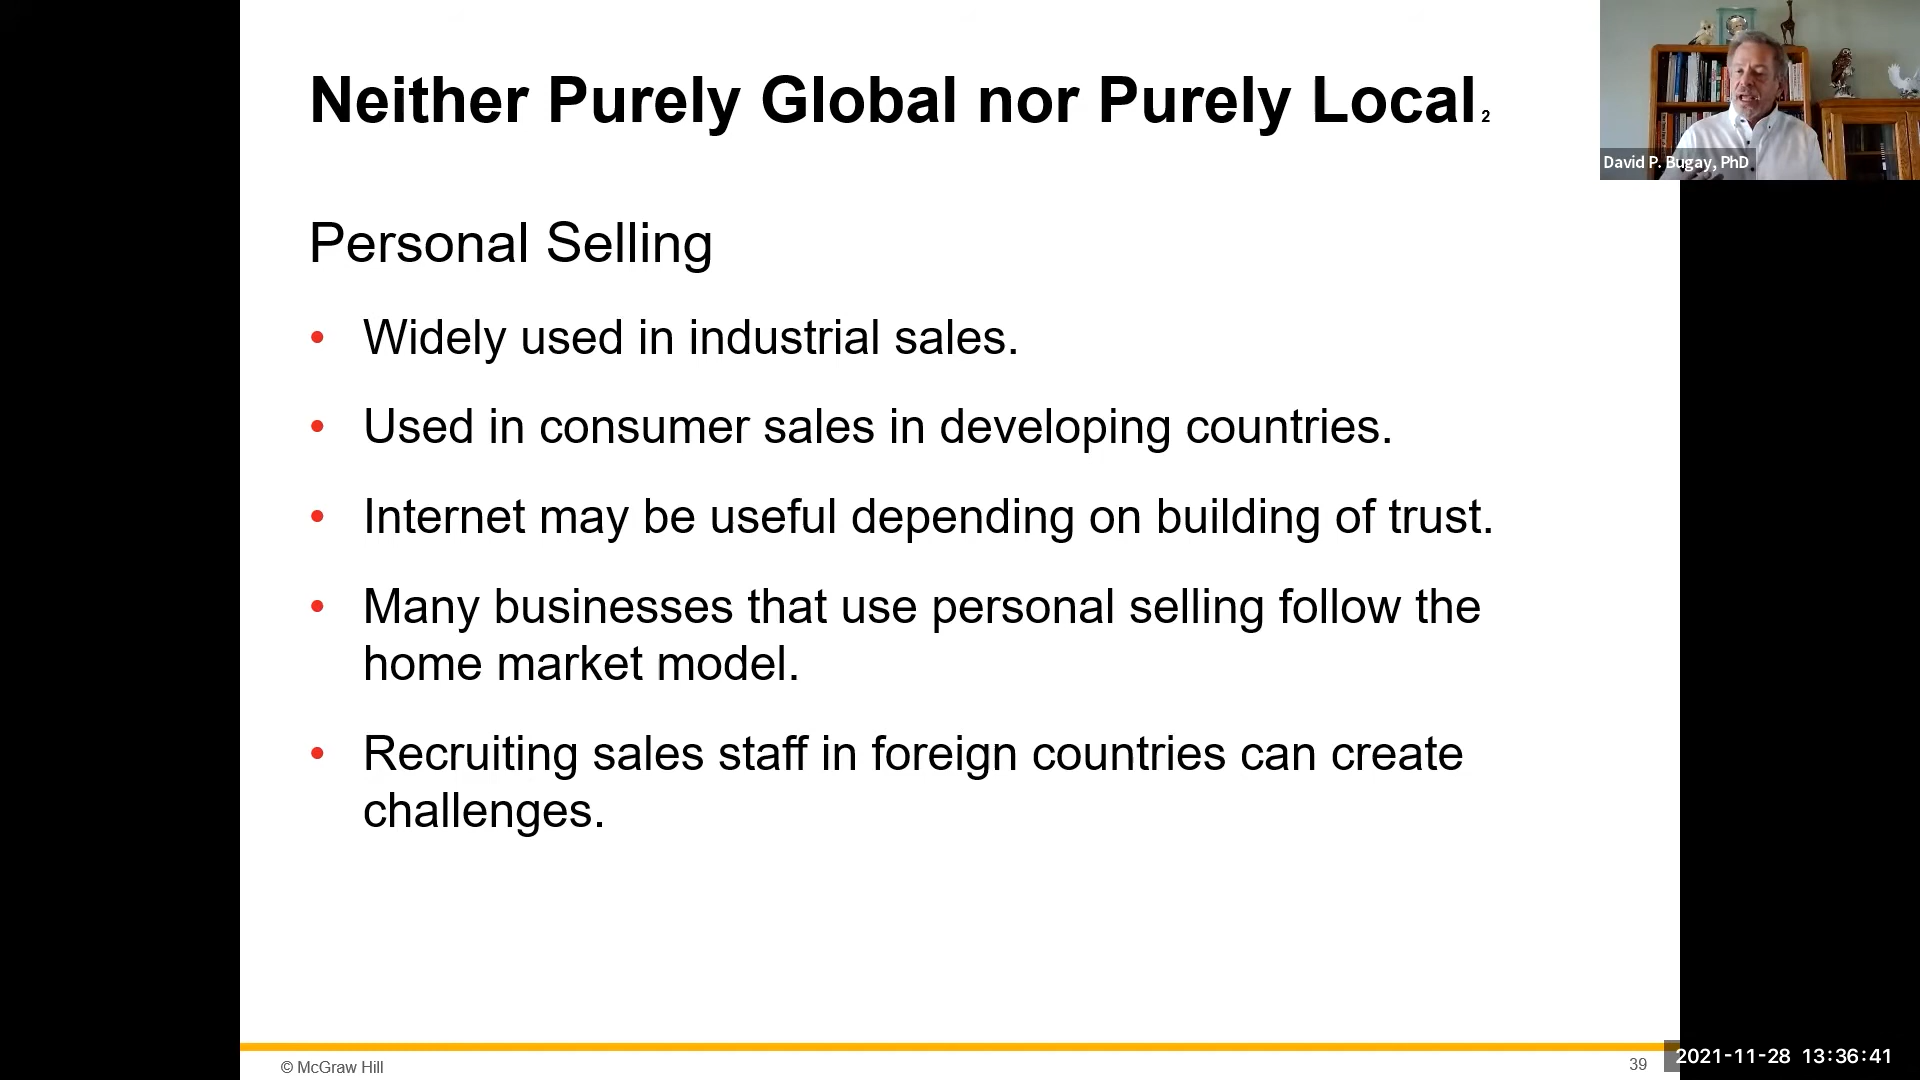 Neither Purely Global nor Purely Local 2
David P. Bugay, PhD
Personal Selling
• Widely used in industrial sales.
• Used in consumer sales in developing countries.
• Internet may be useful depending on building of trust.
• Many businesses that use personal selling follow the
home market model.
• Recruiting sales staff in foreign countries can create
challenges.
© McGraw Hill
39
2021-11-28 13:36:41